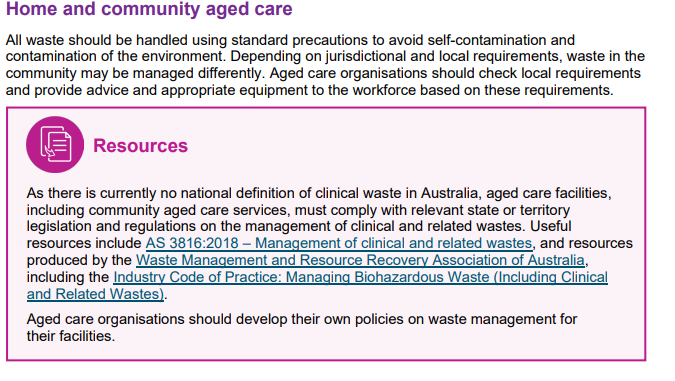 Home and community aged care
All waste should be handled using standard precautions to avoid self-contamination and
contamination of the environment. Depending on jurisdictional and local requirements, waste in the
community may be managed differently. Aged care organisations should check local requirements
and provide advice and appropriate equipment to the workforce based on these requirements.
Resources
As there is currently no national definition of clinical waste in Australia, aged care facilities,
including community aged care services, must comply with relevant state or territory
legislation and regulations on the management of clinical and related wastes. Useful
resources include AS 3816:2018 – Management of clinical and related wastes, and resources
produced by the Waste Management and Resource Recovery Association of Australia,
including the Industry Code of Practice: Managing Biohazardous Waste (Including Clinical
and Related Wastes).
Aged care organisations should develop their own policies on waste management for
their facilities.